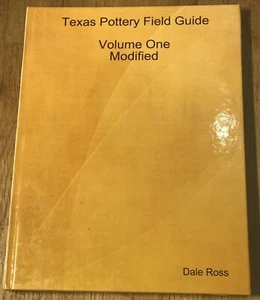 Texas Pottery Field Guide
Volume One
Modified
Dale Ross